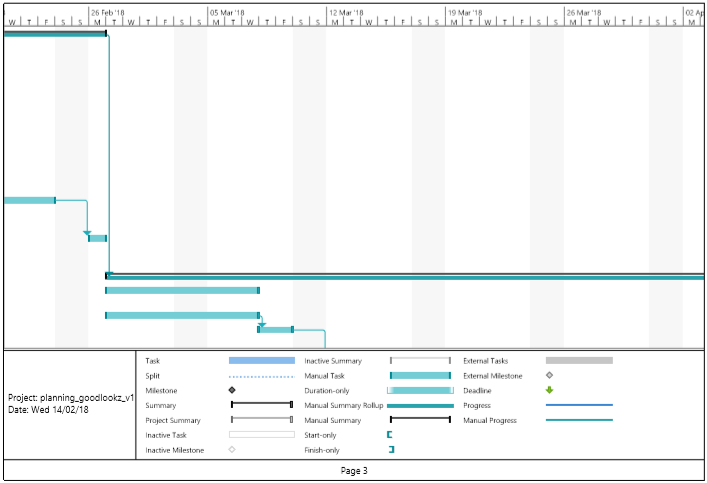 26 Feb '18 05 Mar '18 12 Mar '18 19 Mar '18 26 Mar '18 02 Ap
W T F S S M T W T F S S M T W T F S S M T W T F S S M T W T F S S M T W T F S S M
Task Inactive Summary External Tasks
Split Manual Task External Milestone
Milestone Duration-only Deadline
Summary Manual Summary Rollup Progress
Project Summary Manual Summary Manual Progress
Inactive Task Start-only
Inactive Milestone Finish-only
Project: planning_goodlookz_v1
Date: Wed 14/02/18
Page 3